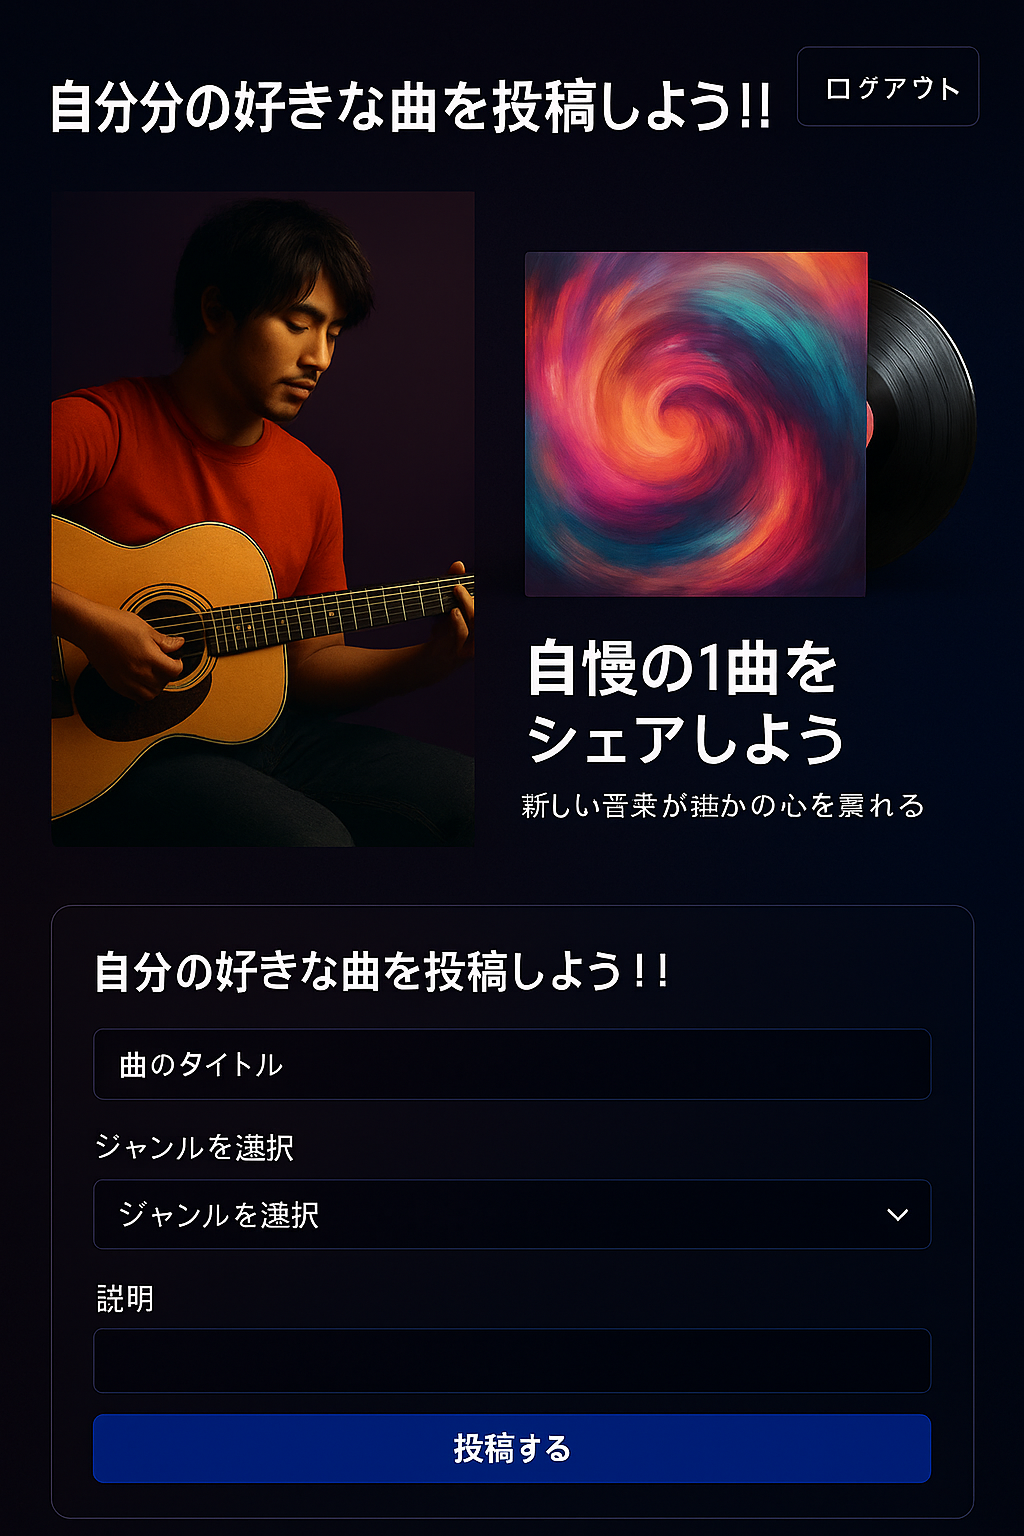 自分分の好きな曲を投稿しよう!!
ログアウト
自慢の1曲を
シェアしよう
新しい が かの心を れる
自分の好きな曲を投稿しよう!!
曲のタイトル
ジャンルを選択
ジャンルを選択
説明
投稿する